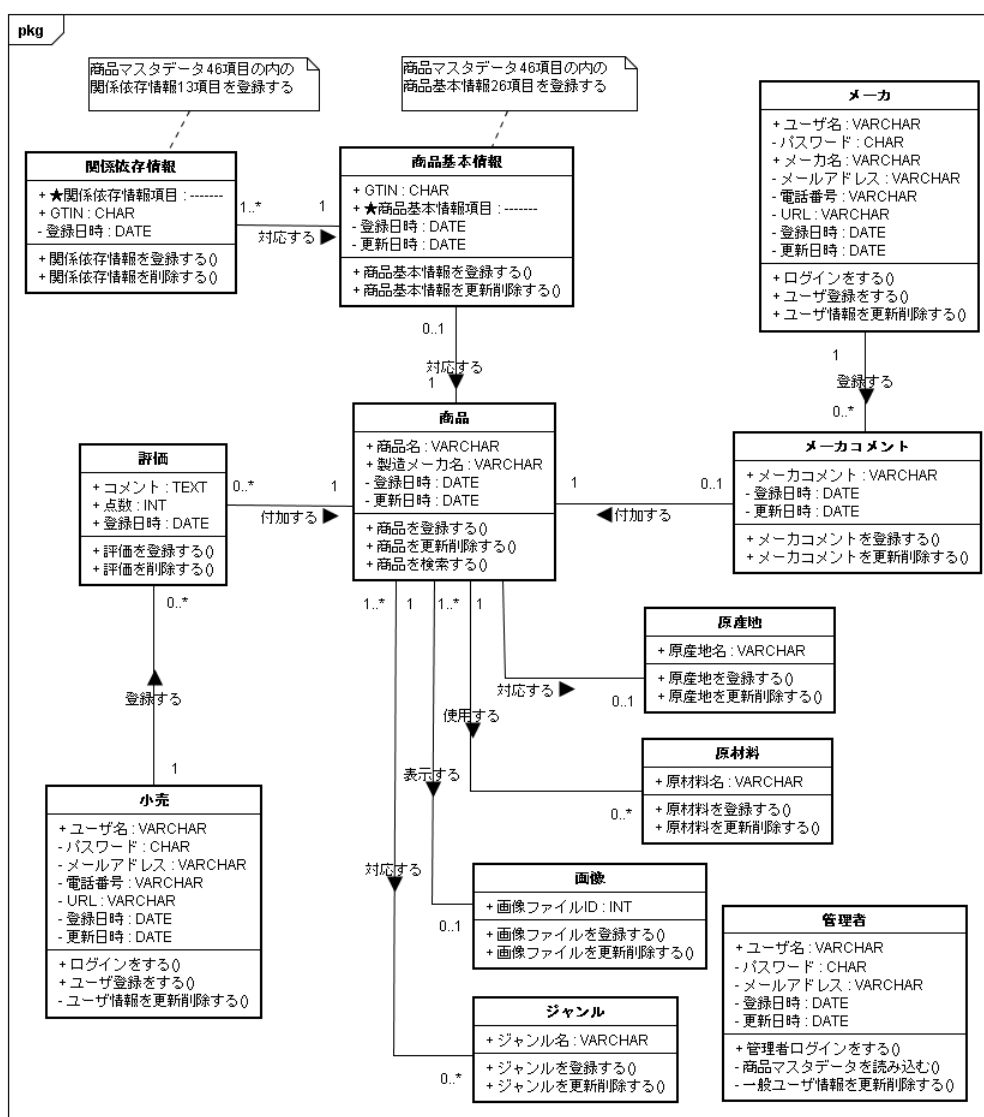 pkg
商品マスタデータ46項目の内の
関係依存情報13項目を登録する
商品マスタデータ46項目の内の
商品基本情報26項目を登録する
関係依存情報
+ ★関係依存情報項目 : -------
+ GTIN : CHAR
- 登録日時 : DATE
+ 関係依存情報を登録する()
+ 関係依存情報を削除する()
1..*
1
対応する
商品基本情報
+ GTIN : CHAR
+ ★商品基本情報項目 : -------
- 登録日時 : DATE
- 更新日時 : DATE
+ 商品基本情報を登録する()
+ 商品基本情報を更新削除する()
メーカ
+ ユーザ名 : VARCHAR
- パスワード : CHAR
+ メーカ名 : VARCHAR
- メールアドレス : VARCHAR
- 電話番号 : VARCHAR
- URL : VARCHAR
- 登録日時 : DATE
- 更新日時 : DATE
+ ログインをする()
+ ユーザ登録をする()
+ ユーザ情報を更新削除する()
0..1
対応する
1
1
登録する
0..*
評価
+ コメント : TEXT
+ 点数 : INT
+ 登録日時 : DATE
+ 評価を登録する()
+ 評価を削除する()
0..*
1
付加する
商品
+ 商品名 : VARCHAR
+ 製造メーカ名 : VARCHAR
- 登録日時 : DATE
- 更新日時 : DATE
+ 商品を登録する()
+ 商品を更新削除する()
+ 商品を検索する()
1
0..1
付加する
メーカコメント
+ メーカコメント : VARCHAR
- 登録日時 : DATE
- 更新日時 : DATE
+ メーカコメントを登録する()
+ メーカコメントを更新削除する()
0..*
登録する
1
1..*
1
1..*
1
原産地
+ 原産地名 : VARCHAR
+ 原産地を登録する()
+ 原産地を更新削除する()
対応する
0..1
使用する
原材料
+ 原材料名 : VARCHAR
+ 原材料を登録する()
+ 原材料を更新削除する()
0..*
表示する
小売
+ ユーザ名 : VARCHAR
- パスワード : CHAR
- メールアドレス : VARCHAR
- 電話番号 : VARCHAR
- URL : VARCHAR
- 登録日時 : DATE
- 更新日時 : DATE
+ ログインをする()
+ ユーザ登録をする()
- ユーザ情報を更新削除する()
対応する
画像
+ 画像ファイルID : INT
+ 画像ファイルを登録する()
+ 画像ファイルを更新削除する()
0..1
ジャンル
+ ジャンル名 : VARCHAR
+ ジャンルを登録する()
+ ジャンルを更新削除する()
0..*
管理者
+ ユーザ名 : VARCHAR
- パスワード : CHAR
- メールアドレス : VARCHAR
- 登録日時 : DATE
- 更新日時 : DATE
+ 管理者ログインをする()
- 商品マスタデータを読み込む()
- 一般ユーザ情報を更新削除する()